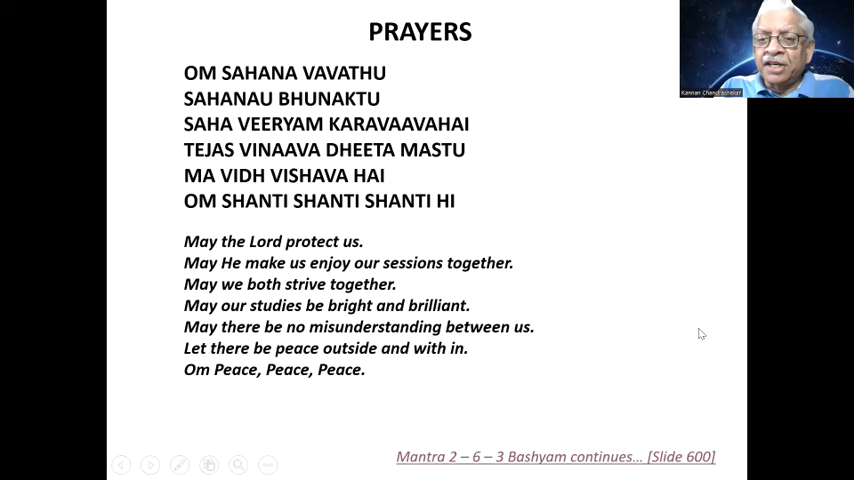 PRAYERS
OM SAHANA VAVATHU
SAHANAU BHUNAKTU
SAHA VEERYAM KARAVAAVAHAI
TEJAS VINAAVA DHEETA MASTU
MA VIDH VISHAVA HAI
OM SHANTI SHANTI SHANTI HI
May the Lord protect us.
May He make us enjoy our sessions together.
May we both strive together.
May our studies be bright and brilliant.
May there be no misunderstanding between us.
Let there be peace outside and with in.
Om Peace, Peace, Peace.
Mantra 2 – 6 – 3 Bashyam continues... [Slide 600]
Kannan Chandrashekar